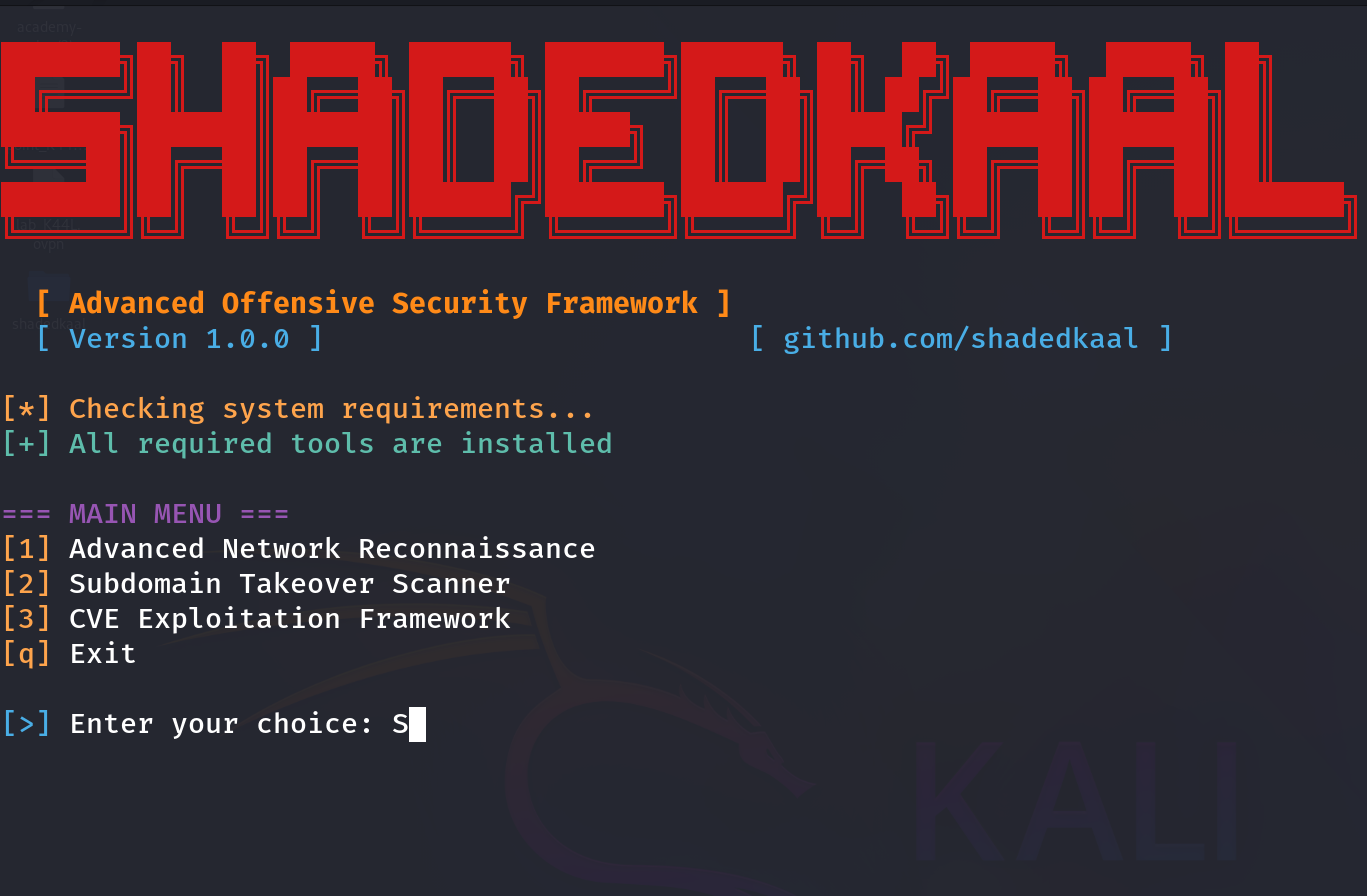 academy-
SHADEDKAAL
[ Advanced Offensive Security Framework ]
[ Version 1.0.0 ] [ github.com/shadedkaal ]
[*] Checking system requirements...
[+] All required tools are installed
=== MAIN MENU ===
[1] Advanced Network Reconnaissance
[2] Subdomain Takeover Scanner
[3] CVE Exploitation Framework
[q] Exit
[>] Enter your choice: S
KALI